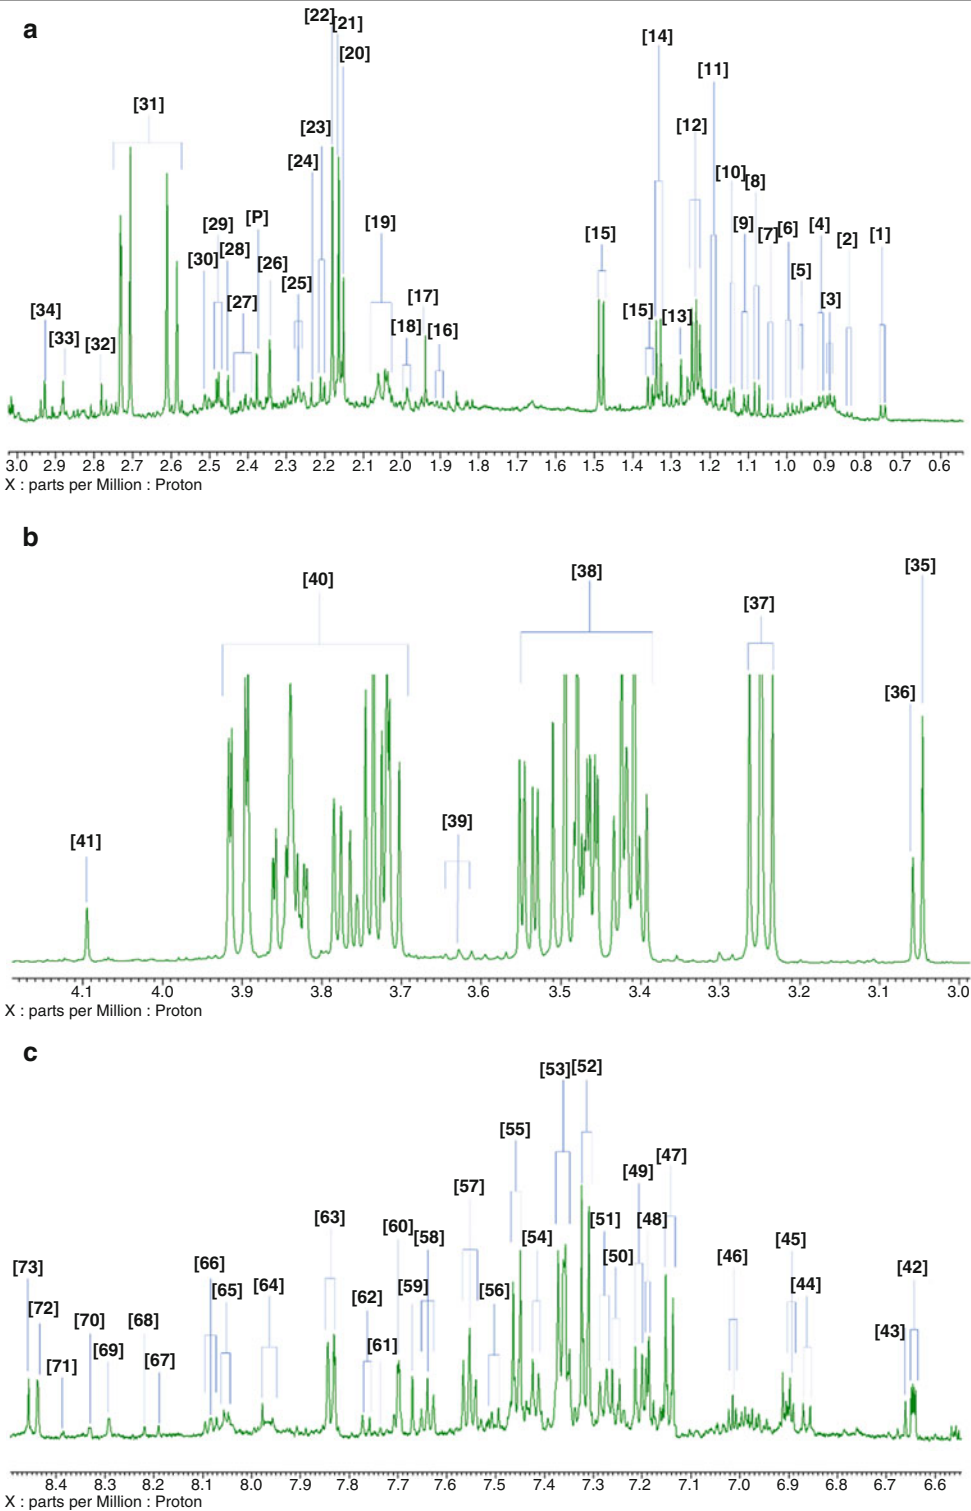 a
[22] [21]
[14] [20]
[11]
[31]
[12] [23]
[24] [10] [8]
[29] [P] [19] [9] [7] [6] [4] [2] [1]
[30] [28] [26] [15] [5]
[25]
[34] [27] [17] [3]
[33] [32] [18] [16] [15] [13]
3.0 2.9 2.8 2.7 2.6 2.5 2.4 2.3 2.2 2.1 2.0 1.9 1.8 1.7 1.6 1.5 1.4 1.3 1.2 1.1 1.0 0.9 0.8 0.7 0.6
X : parts per Million : Proton
b
[40] [38] [35]
[37]
[36]
[41] [39]
4.1 4.0 3.9 3.8 3.7 3.6 3.5 3.4 3.3 3.2 3.1 3.0
X : parts per Million : Proton
c
[53] [52]
[55]
[57] [49] [47]
[63] [60] [58] [54] [51] [48] [45]
[73] [66] [65] [64] [59] [56] [50] [46] [44] [42]
[72] [70] [68] [62] [43]
[71] [69] [67] [61]
8.4 8.3 8.2 8.1 8.0 7.9 7.8 7.7 7.6 7.5 7.4 7.3 7.2 7.1 7.0 6.9 6.8 6.7 6.6
X : parts per Million : Proton